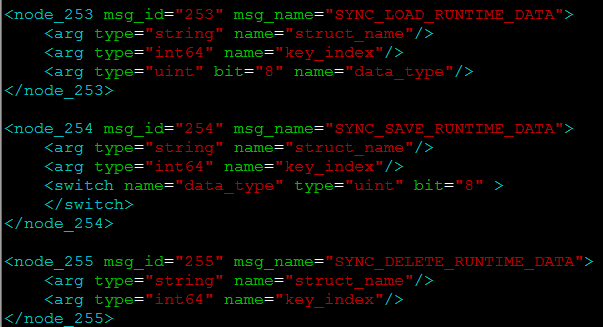 <node_253 msg_id="253" msg_name="SYNC_LOAD_RUNTIME_DATA">
    <arg type="string" name="struct_name"/>
    <arg type="int64" name="key_index"/>
    <arg type="uint" bit="8" name="data_type"/>
</node_253>

<node_254 msg_id="254" msg_name="SYNC_SAVE_RUNTIME_DATA">
    <arg type="string" name="struct_name"/>
    <arg type="int64" name="key_index"/>
    <switch name="data_type" type="uint" bit="8" >
    </switch>
</node_254>

<node_255 msg_id="255" msg_name="SYNC_DELETE_RUNTIME_DATA">
    <arg type="string" name="struct_name"/>
    <arg type="int64" name="key_index"/>
</node_255>